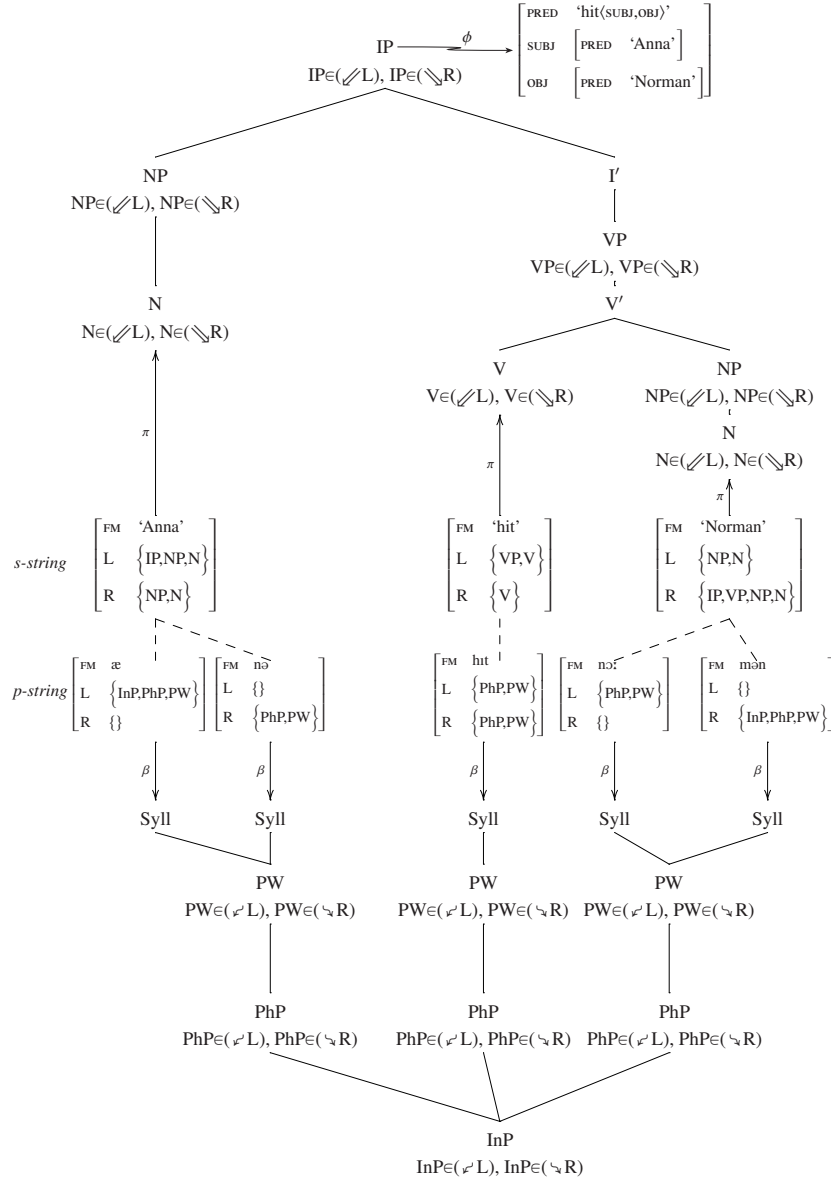 IP ϕ
IP∈(⇙L), IP∈(⇘R)
PRED ‘hit⟨SUBJ,OBJ⟩’
SUBJ [PRED ‘Anna’]
OBJ [PRED ‘Norman’]
NP I′
NP∈(⇙L), NP∈(⇘R)
VP
VP∈(⇙L), VP∈(⇘R)
N V′
N∈(⇙L), N∈(⇘R)
V NP
V∈(⇙L), V∈(⇘R) NP∈(⇙L), NP∈(⇘R)
N
N∈(⇙L), N∈(⇘R)
π π π
s-string
FM ‘Anna’
L {IP,NP,N}
R {NP,N}
FM ‘hit’
L {VP,V}
R {V}
FM ‘Norman’
L {NP,N}
R {IP,VP,NP,N}
p-string
FM æ
L {InP,PhP,PW}
R {}
FM nə
L {}
R {PhP,PW}
FM hɪt
L {PhP,PW}
R {PhP,PW}
FM nɔː
L {PhP,PW}
R {}
FM mən
L {}
R {InP,PhP,PW}
β β β β β
Syll Syll Syll Syll Syll
PW PW PW
PW∈(↙L), PW∈(↘R) PW∈(↙L), PW∈(↘R) PW∈(↙L), PW∈(↘R)
PhP PhP PhP
PhP∈(↙L), PhP∈(↘R) PhP∈(↙L), PhP∈(↘R) PhP∈(↙L), PhP∈(↘R)
InP
InP∈(↙L), InP∈(↘R)